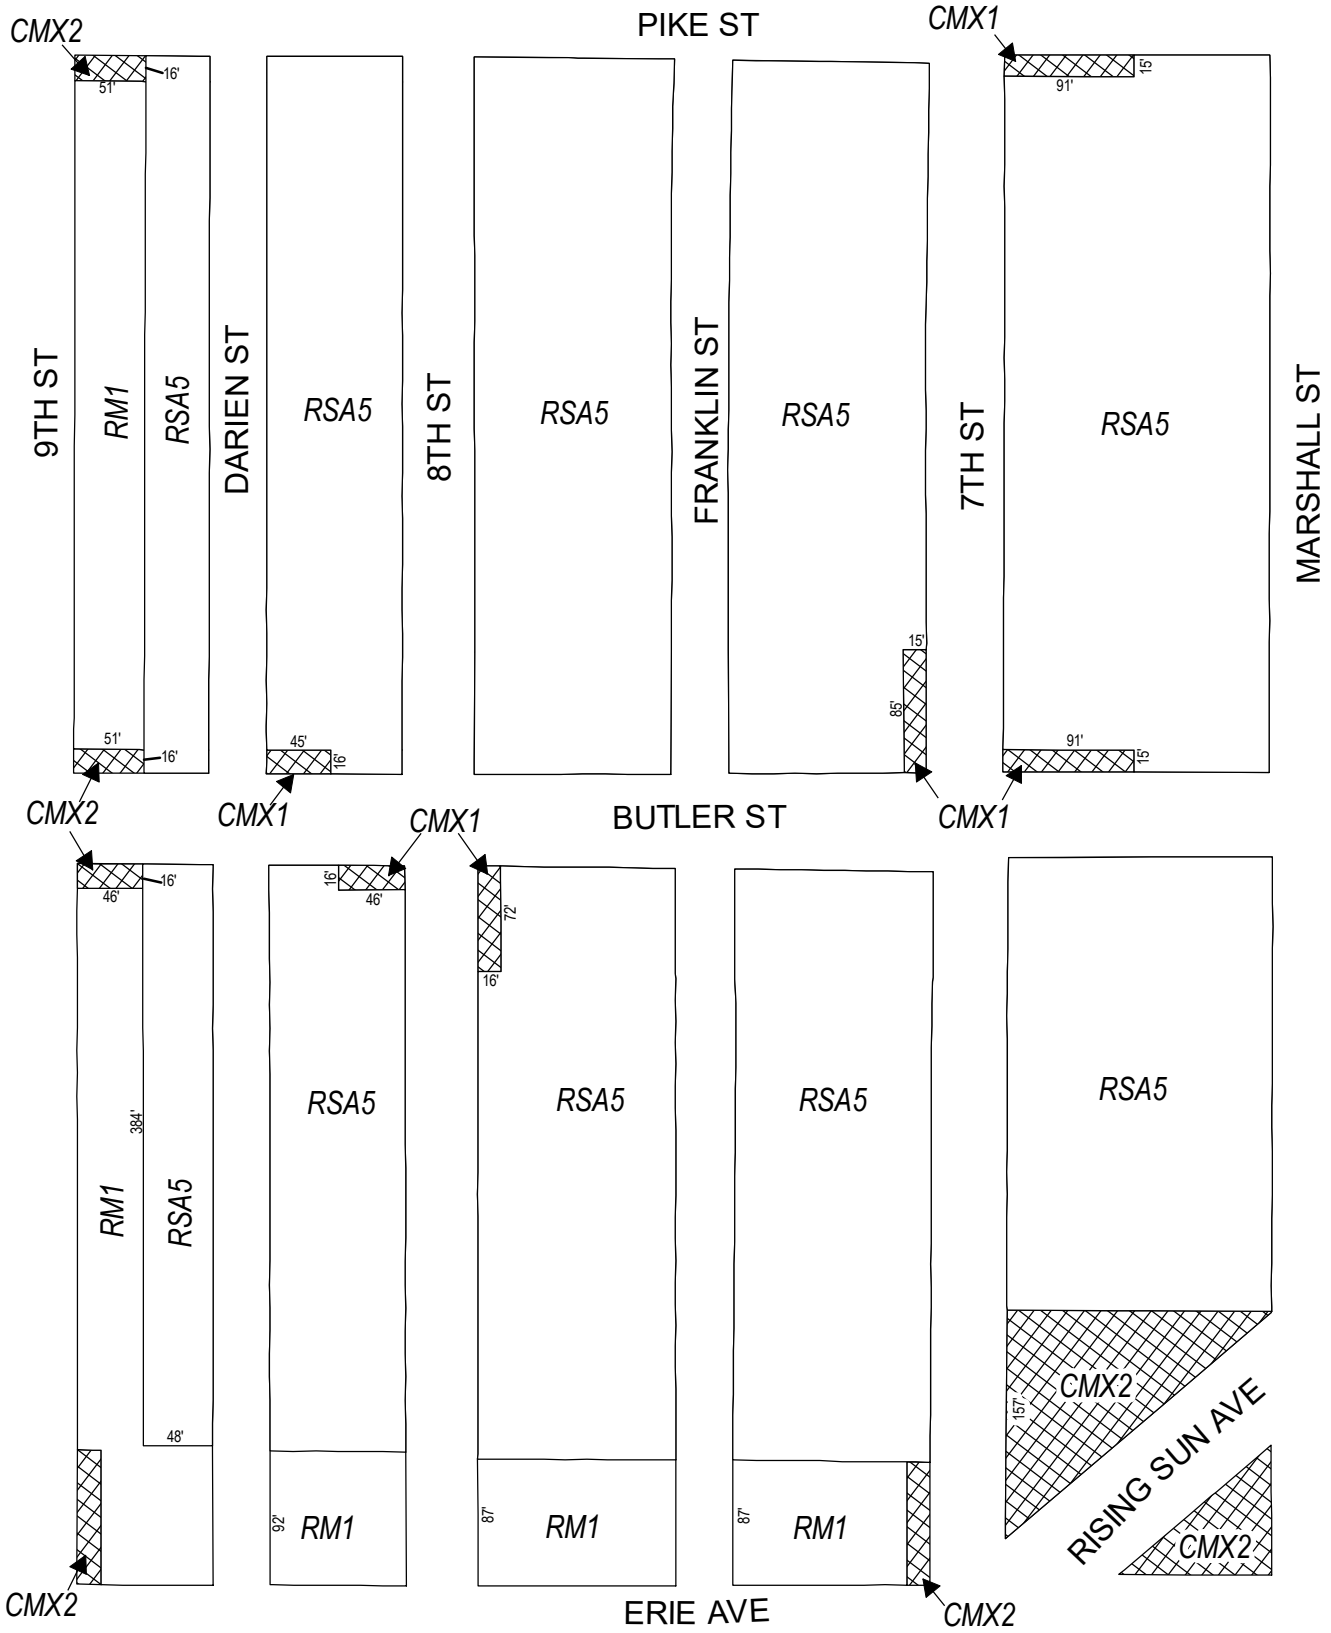 PIKE ST
CMX2
CMX1
16'
51'
15'
91'
9TH ST
RM1
RSA5
DARIEN ST
RSA5
8TH ST
RSA5
FRANKLIN ST
RSA5
7TH ST
RSA5
MARSHALL ST
15'
85'
51'
16'
45'
16'
91'
15'
CMX2
CMX1
CMX1
BUTLER ST
CMX1
16'
46'
16'
46'
72'
16'
384'
RM1
RSA5
RSA5
RSA5
RSA5
RSA5
48'
92'
RM1
87'
RM1
87'
RM1
157'
CMX2
RISING SUN AVE
CMX2
CMX2
ERIE AVE
CMX2